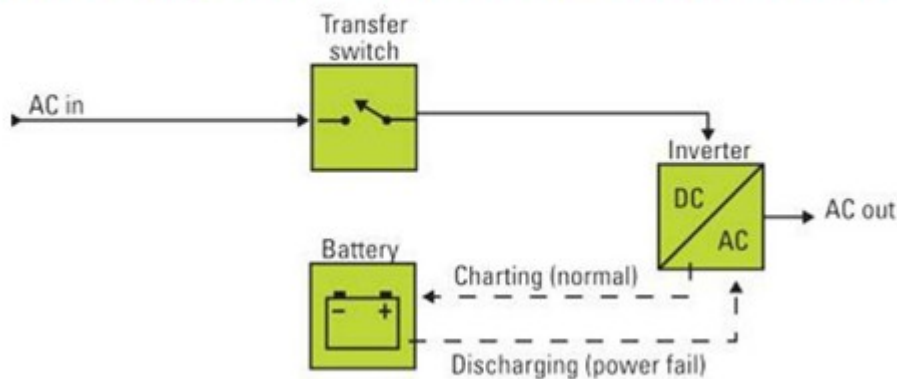 Transfer
switch
AC in
Inverter
DC
AC
AC out
Battery
Charting (normal)
- +
Discharging (power fail)